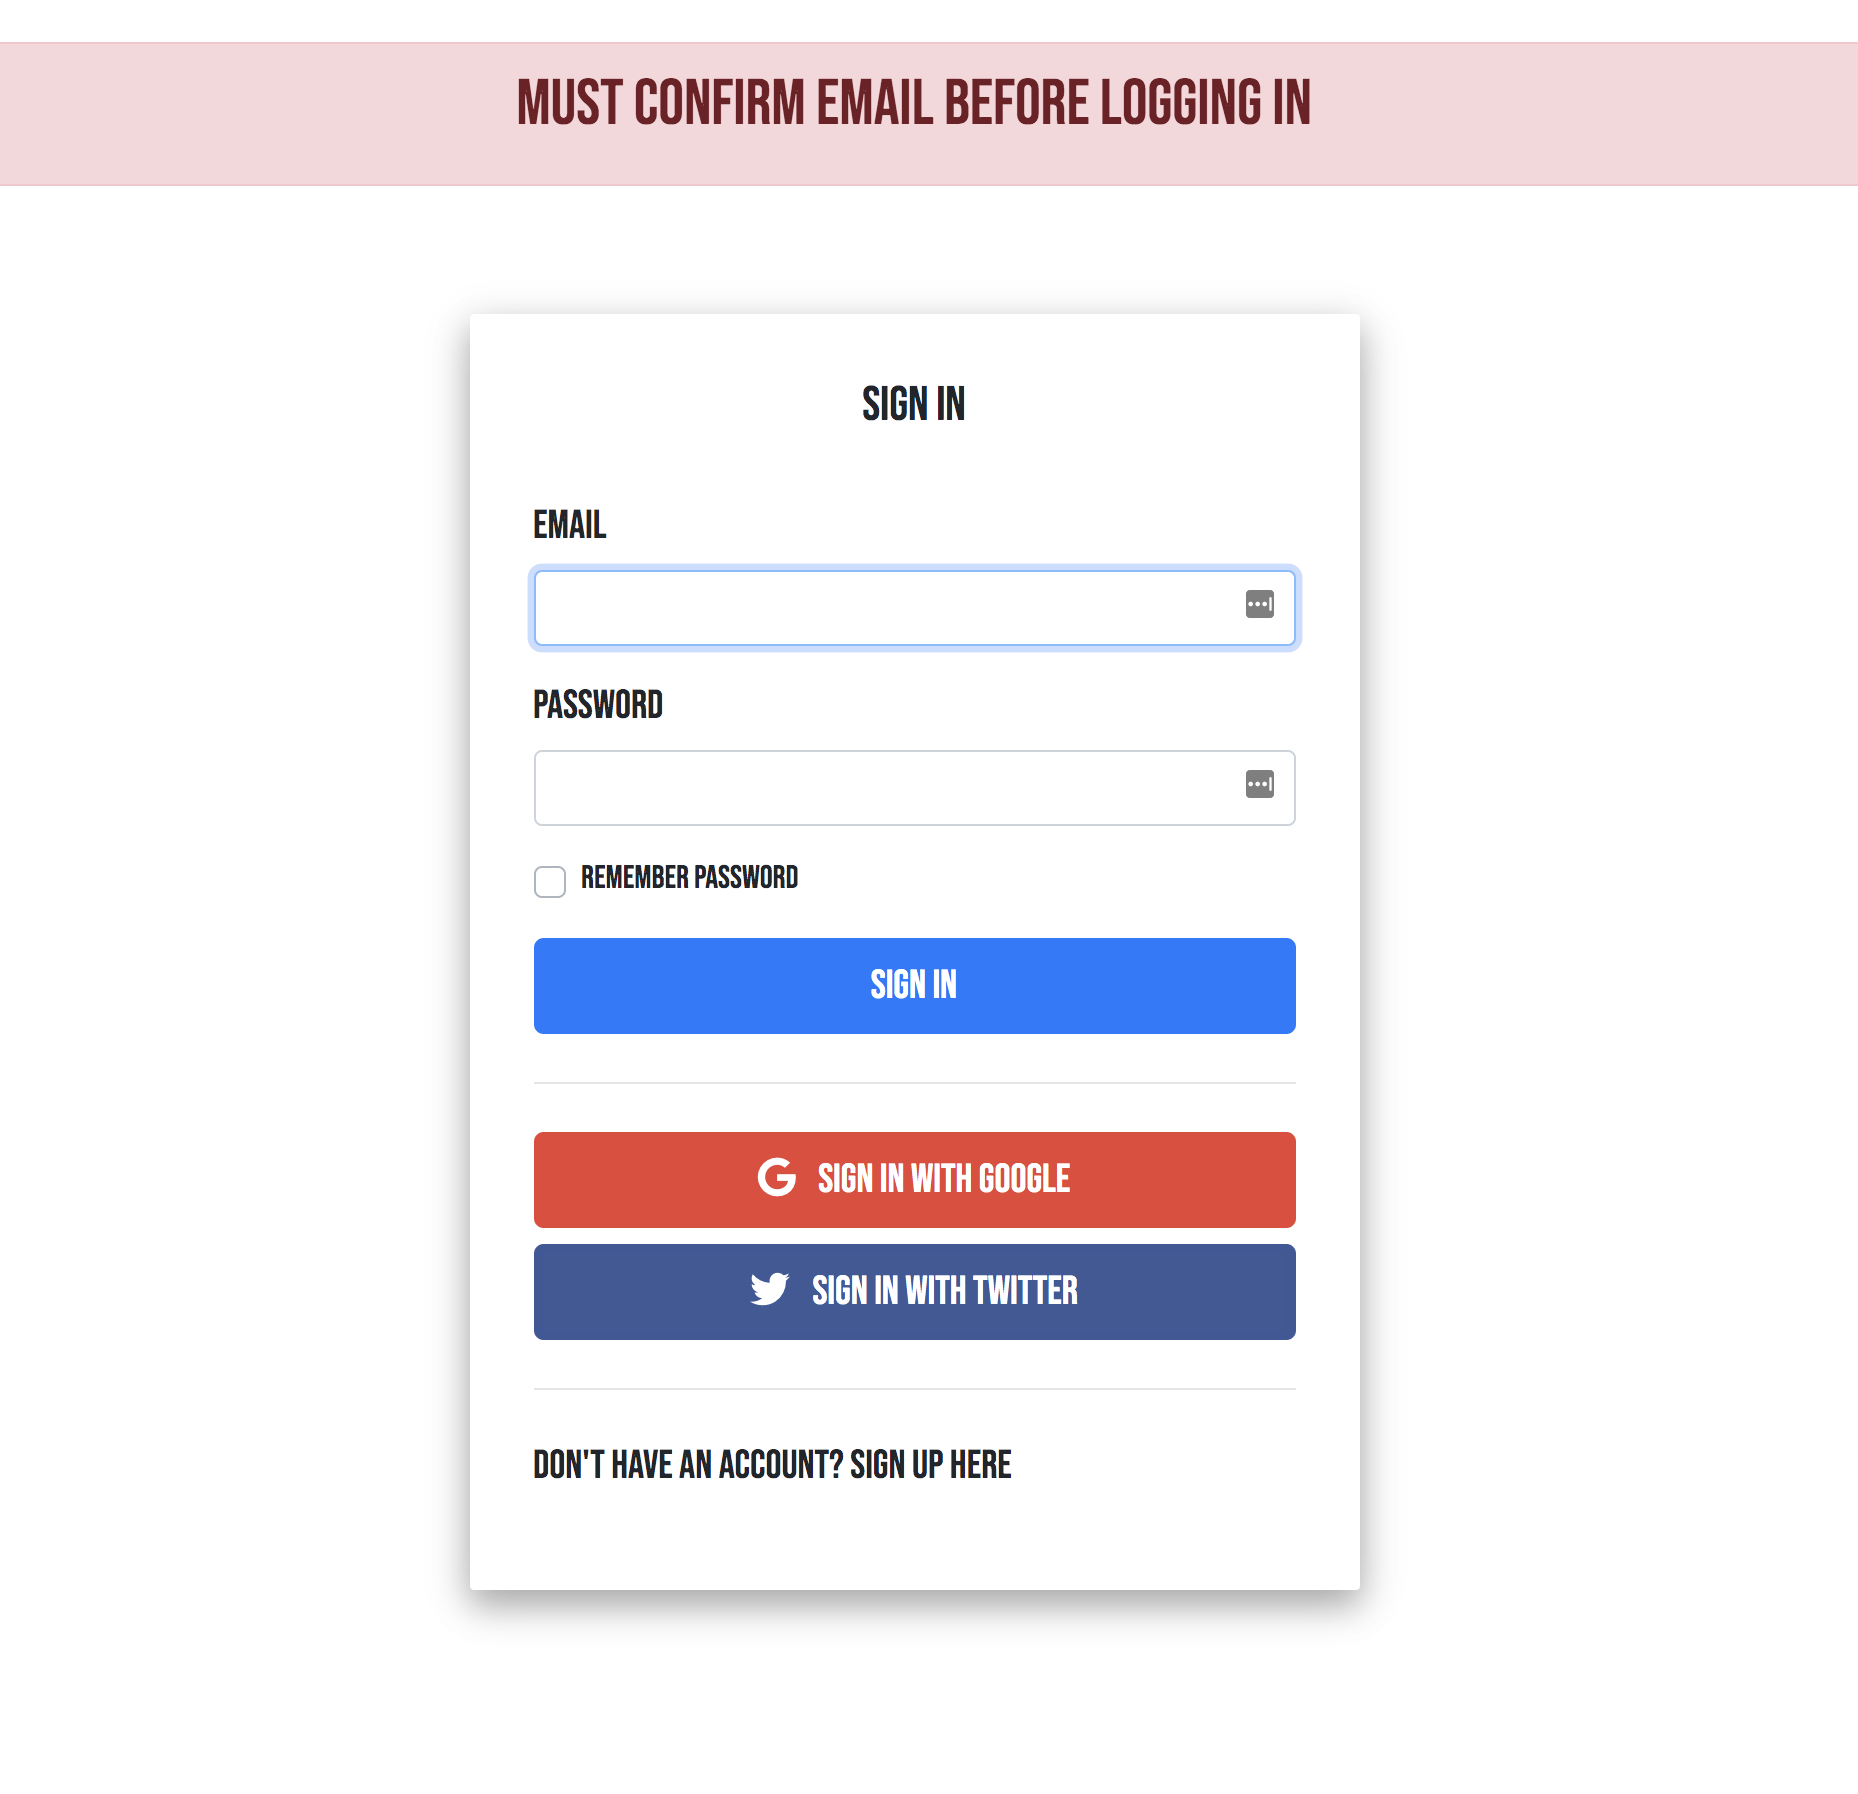 MUST CONFIRM EMAIL BEFORE LOGGING IN
SIGN IN
EMAIL
PASSWORD
REMEMBER PASSWORD
SIGN IN
SIGN IN WITH GOOGLE
SIGN IN WITH TWITTER
DON'T HAVE AN ACCOUNT? SIGN UP HERE